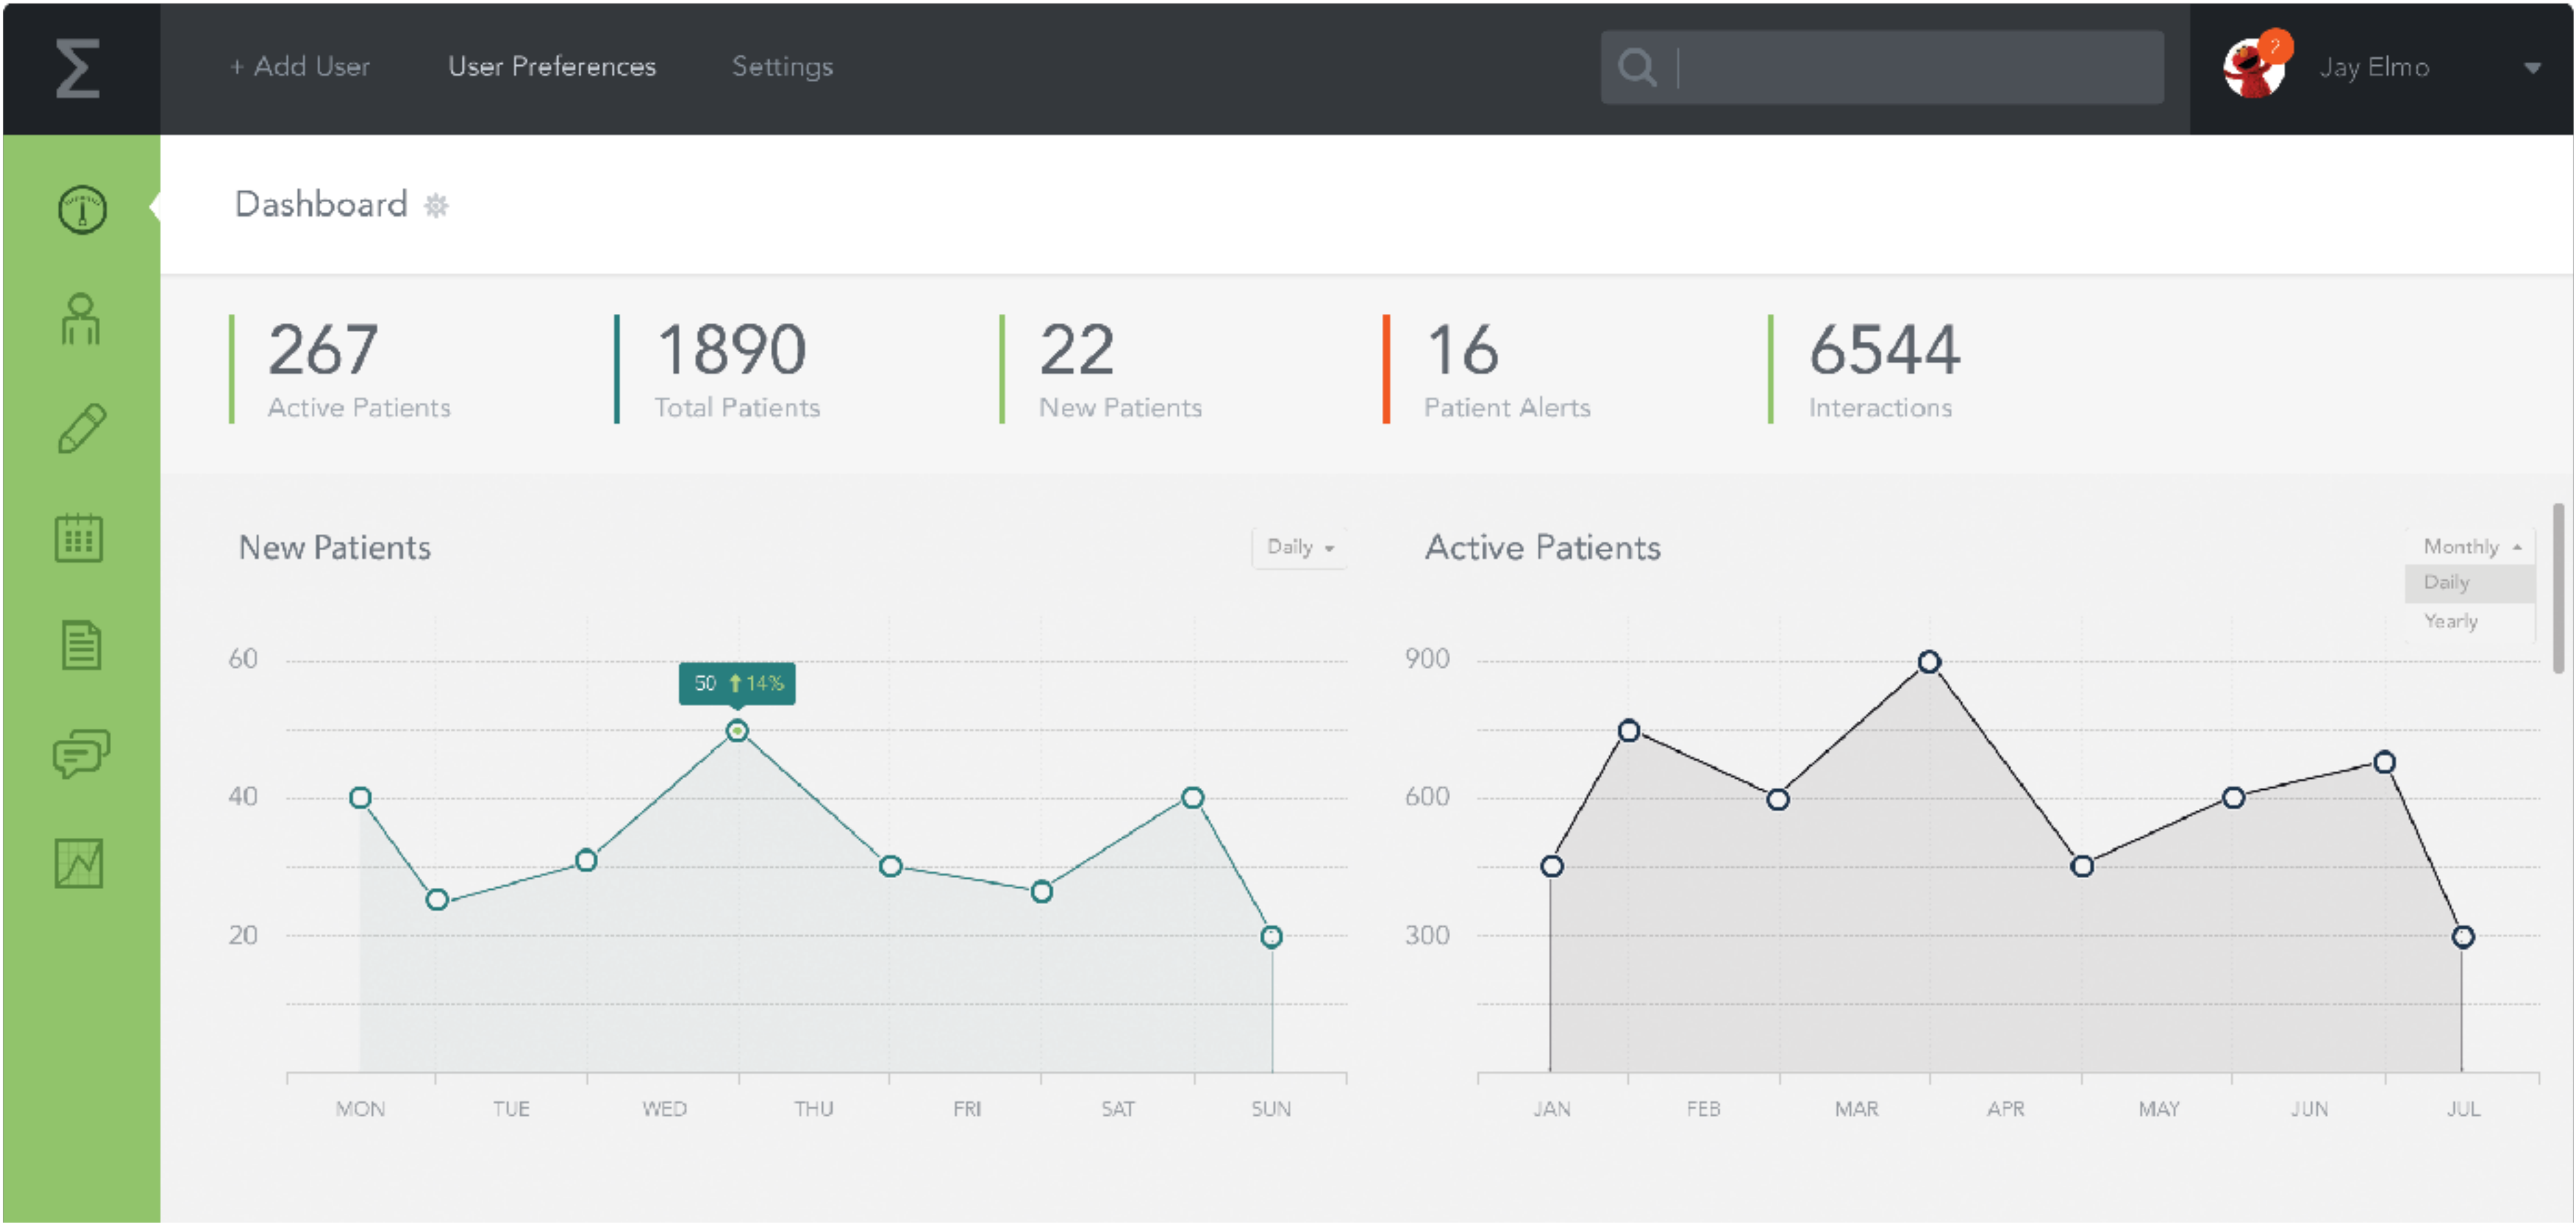 Σ
+ Add User User Preferences Settings
2
Jay Elmo
Dashboard
267 1890 22 16 6544
Active Patients Total Patients New Patients Patient Alerts Interactions
New Patients
Daily
60
40
20
50 14%
MON TUE WED THU FRI SAT SUN
Active Patients
Monthly
Daily
Yearly
900
600
300
JAN FEB MAR APR MAY JUN JUL